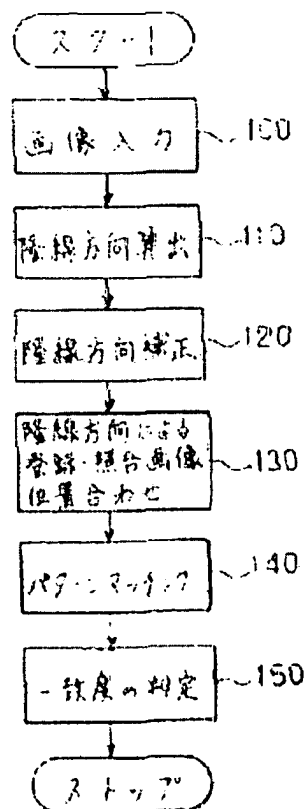 スタート
画像入力
100
隆線方向算出
110
隆線方向補正
120
隆線方向による
登録・照合画像
位置合わせ
130
パターンマッチング
140
一致度の判定
150
ストップ